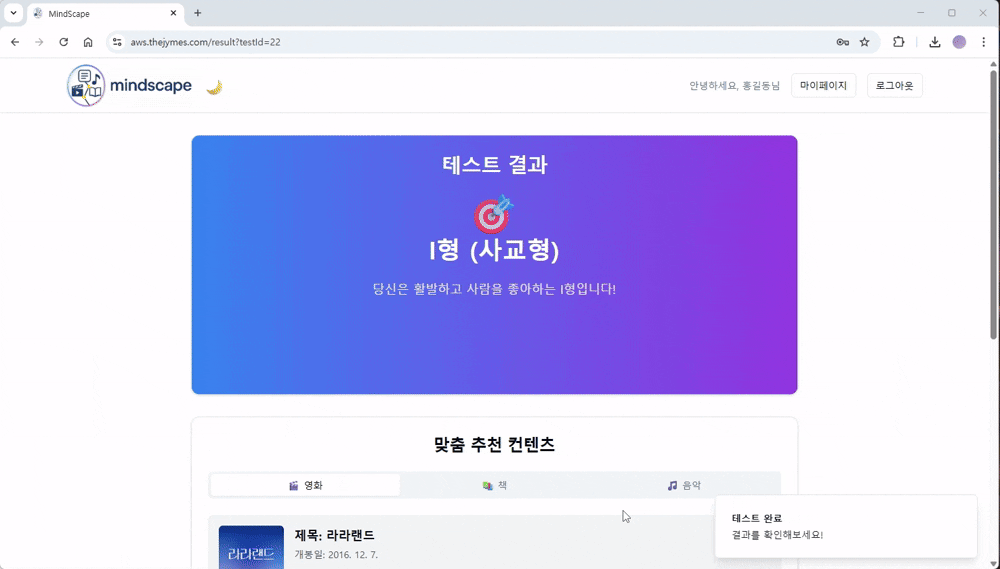 MindScape
aws.thejymes.com/result?testId=22
mindscape
안녕하세요, 홍길동님
마이페이지
로그아웃
테스트 결과
I형 (사교형)
당신은 활발하고 사람을 좋아하는 I형입니다!
맞춤 추천 컨텐츠
영화
책
음악
제목: 라라랜드
개봉일: 2016. 12. 7.
라라랜드
테스트 완료
결과를 확인해보세요!